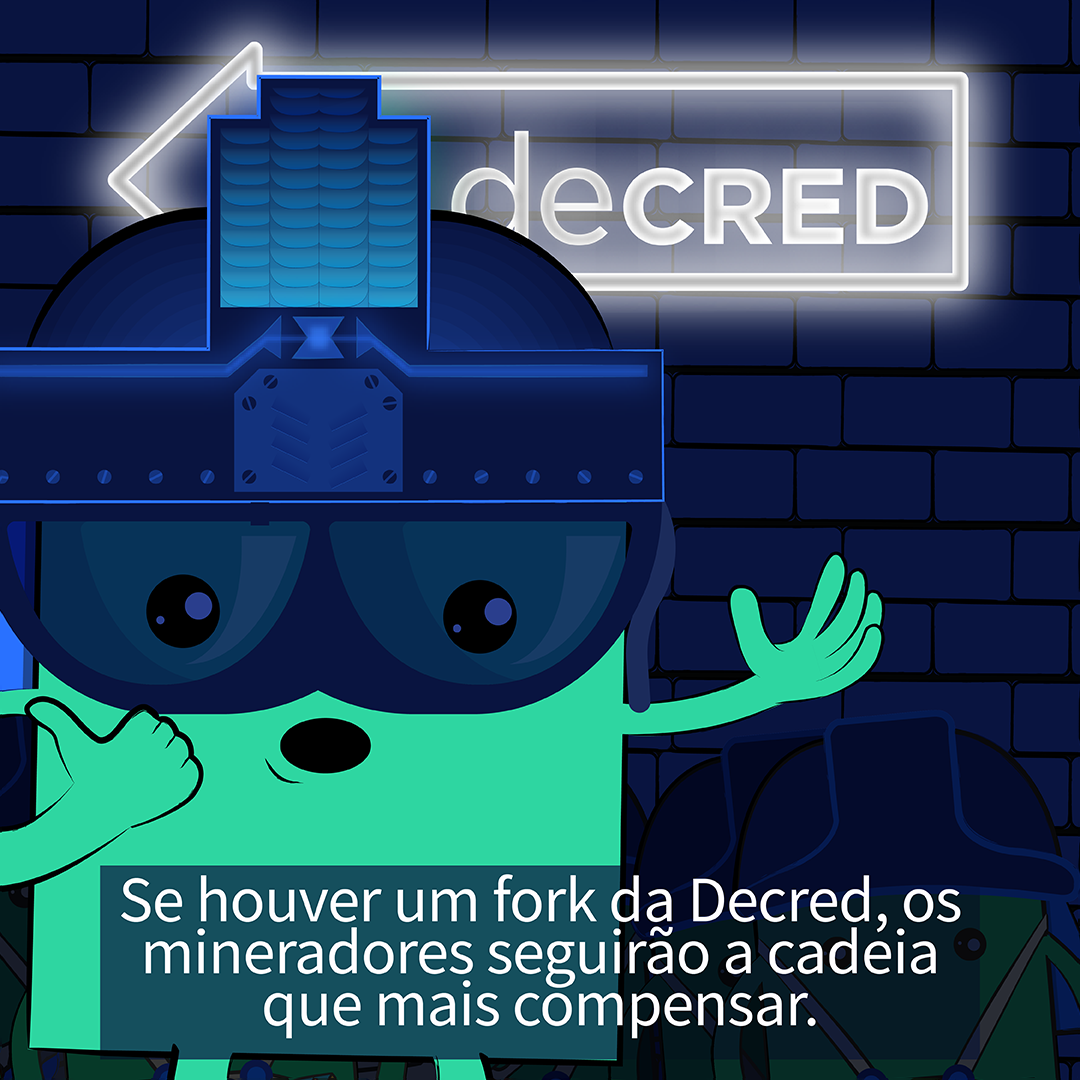 deCRED
Se houver um fork da Decred, os
mineradores seguirão a cadeia
que mais compensar.